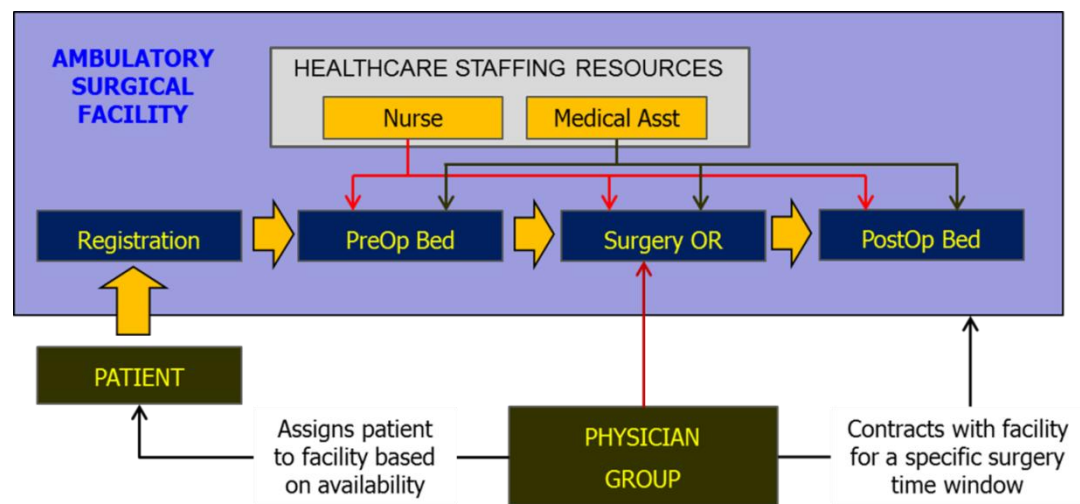 AMBULATORY
SURGICAL
FACILITY
HEALTHCARE STAFFING RESOURCES
Nurse
Medical Asst
Registration
PreOp Bed
Surgery OR
PostOp Bed
PATIENT
Assigns patient
to facility based
on availability
PHYSICIAN
GROUP
Contracts with facility
for a specific surgery
time window